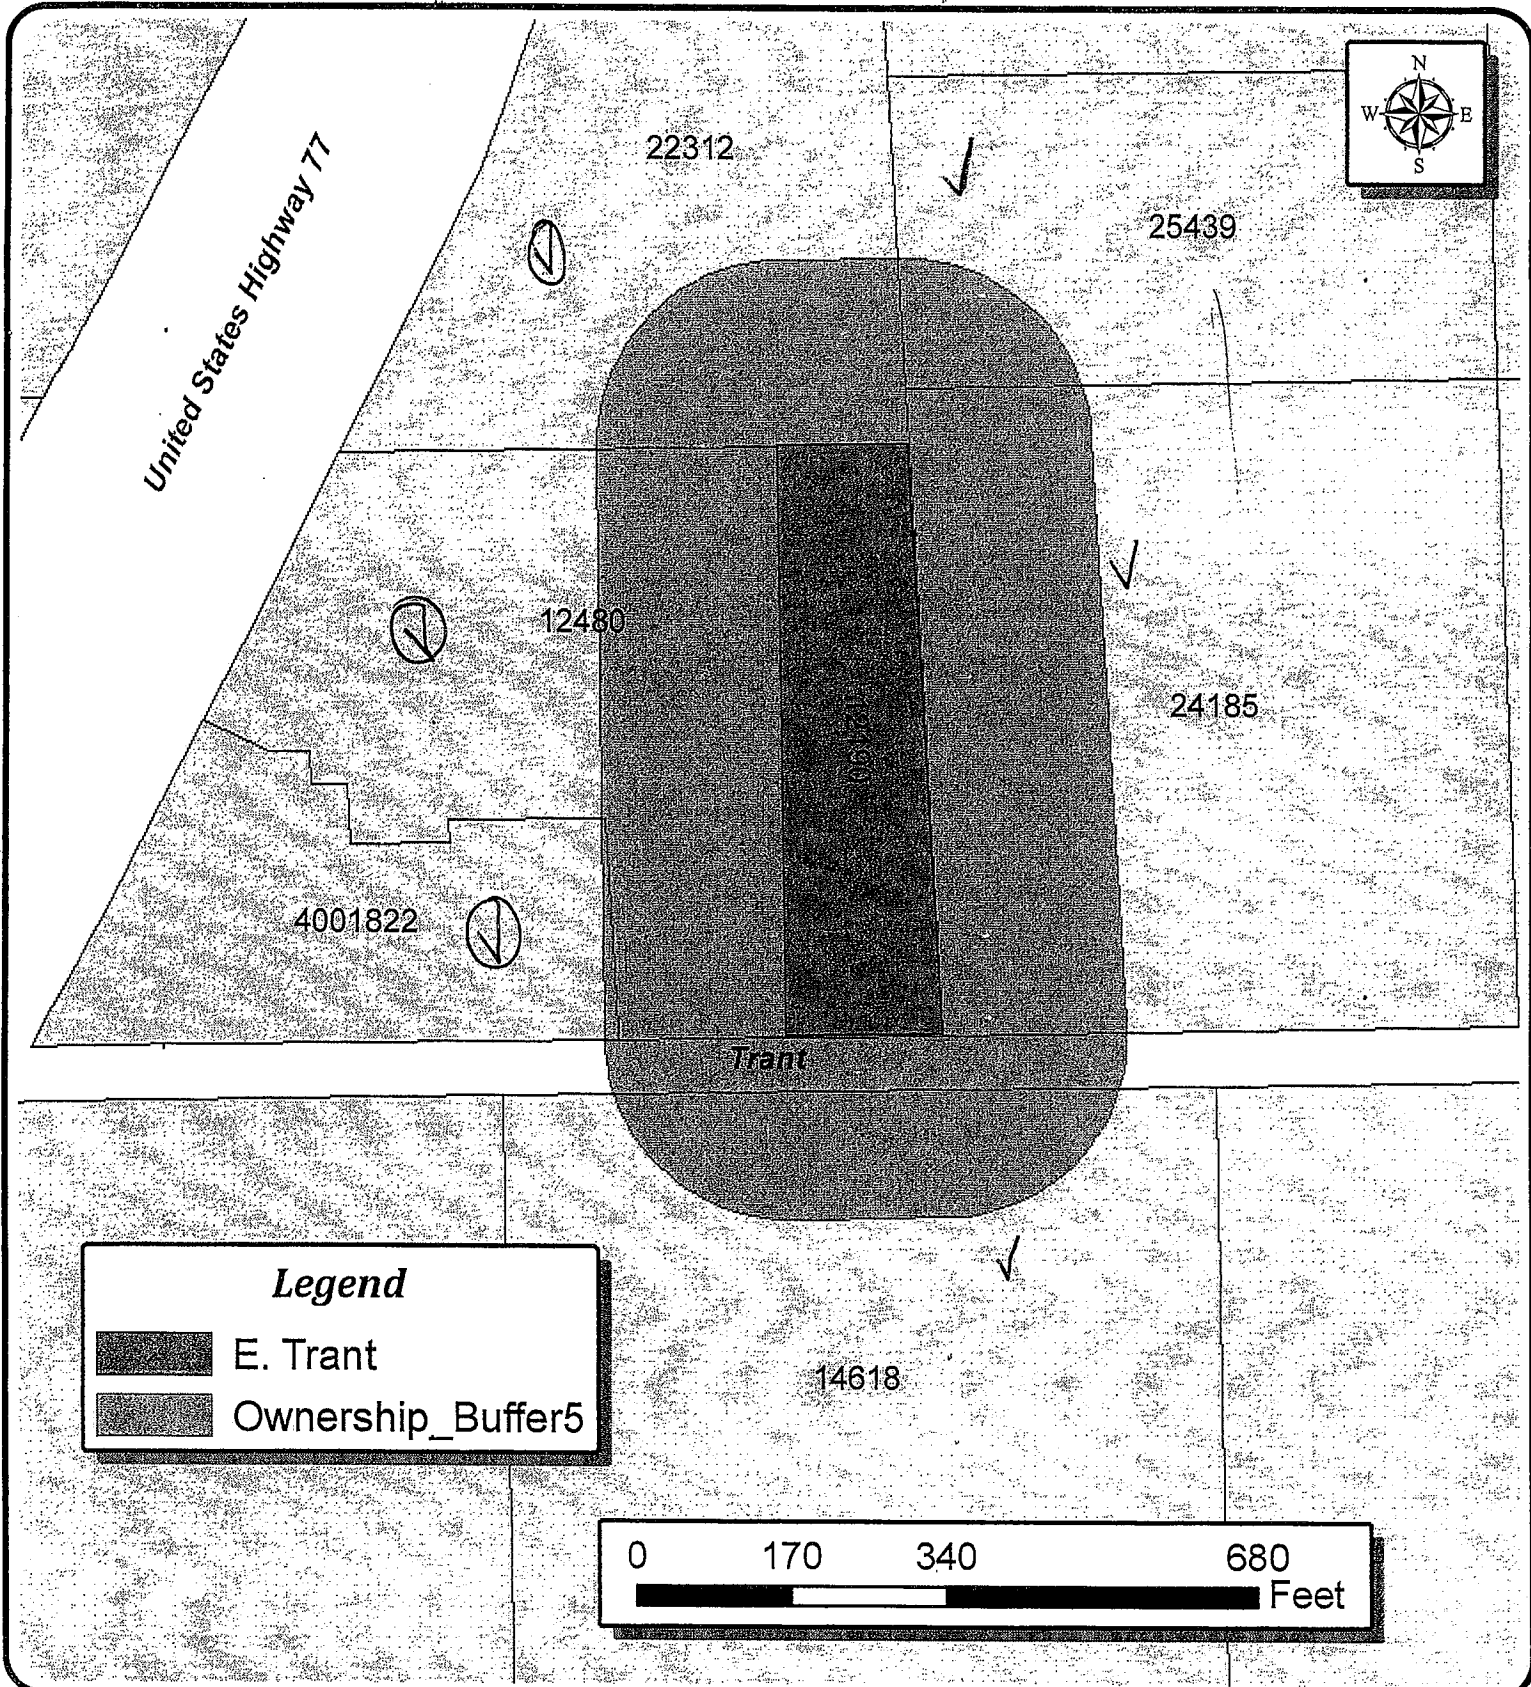 N
W E
S
22312
25439
United States Highway 77
12480
24185
4001822
Trant
Legend
E. Trant
Ownership_Buffer5
14618
0 170 340 680
Feet